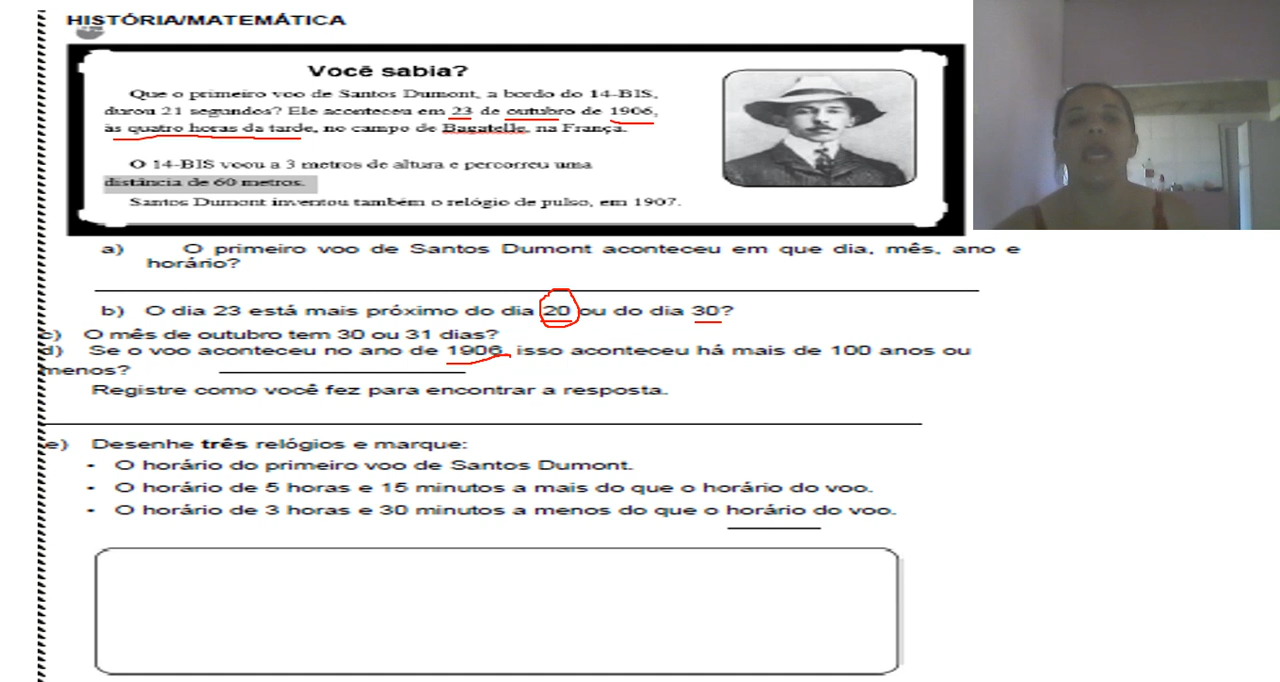 HISTÓRIA/MATEMÁTICA
Você sabia?
Que o primeiro voo de Santos Dumont, a bordo do 14-BIS,
durou 21 segundos? Ele aconteceu em 23 de outubro de 1906,
às quatro horas da tarde, no campo de Bagatelle, na França.
O 14-BIS voou a 3 metros de altura e percorreu uma
distância de 60 metros.
Santos Dumont inventou também o relógio de pulso, em 1907.
a) O primeiro voo de Santos Dumont aconteceu em que dia, mês, ano e
horário?
b) O dia 23 está mais próximo do dia 20 ou do dia 30?
c) O mês de outubro tem 30 ou 31 dias?
d) Se o voo aconteceu no ano de 1906, isso aconteceu há mais de 100 anos ou
menos?
Registre como você fez para encontrar a resposta.
e) Desenhe três relógios e marque:
• O horário do primeiro voo de Santos Dumont.
• O horário de 5 horas e 15 minutos a mais do que o horário do voo.
• O horário de 3 horas e 30 minutos a menos do que o horário do voo.